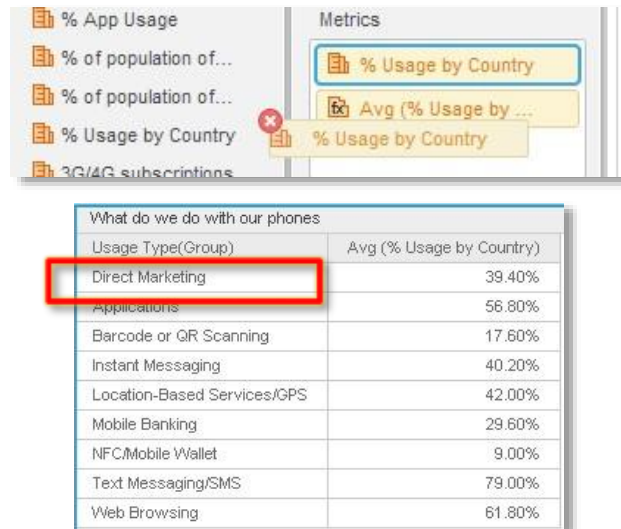 % App Usage
Metrics
% of population of...
% Usage by Country
% of population of...
Avg (% Usage by ...
% Usage by Country
% Usage by Country
3G/4G subscriptions
What do we do with our phones
Usage Type(Group) Avg (% Usage by Country)
Direct Marketing 39.40%
Applications 56.80%
Barcode or QR Scanning 17.60%
Instant Messaging 40.20%
Location-Based Services/GPS 42.00%
Mobile Banking 29.60%
NFC/Mobile Wallet 9.00%
Text Messaging/SMS 79.00%
Web Browsing 61.80%